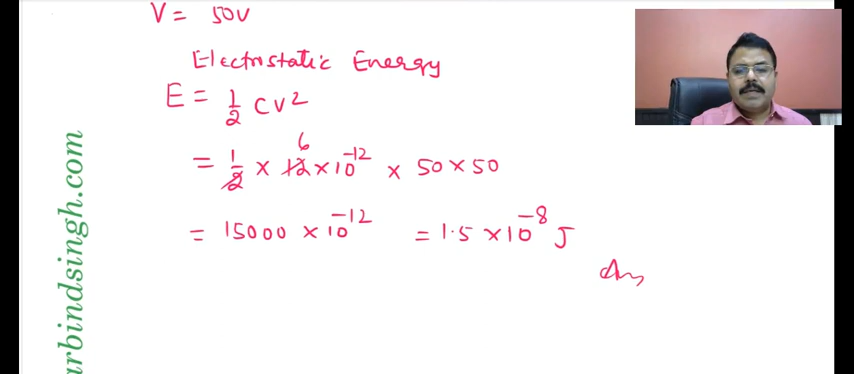 V = 50V
Electrostatic Energy
E = 1/2 CV²
= 1/2 × 12 6 × 10⁻¹² × 50 × 50
= 15000 × 10⁻¹² = 1.5 × 10⁻⁸ J
Ans
arbindsingh.com